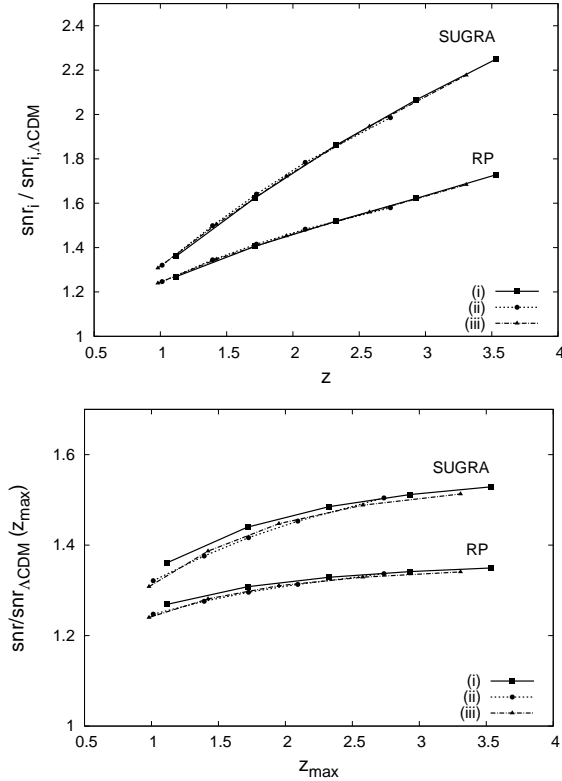 2.4
2.2
2
1.8
1.6
1.4
1.2
1
0.5
1
1.5
2
2.5
3
3.5
4
snr_i / snr_i,ΛCDM
z
SUGRA
RP
(i)
(ii)
(iii)
1.6
1.4
1.2
1
0.5
1
1.5
2
2.5
3
3.5
4
snr/snr_ΛCDM (z_max)
z_max
SUGRA
RP
(i)
(ii)
(iii)